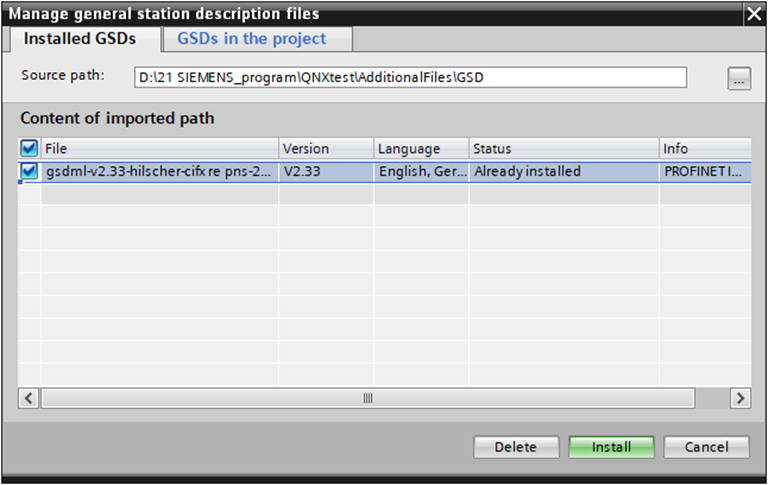 Manage general station description files
Installed GSDs GSDs in the project
Source path: D:\21 SIEMENS_program\QNXtest\AdditionalFiles\GSD ...
Content of imported path
File Version Language Status Info
gsdml-v2.33-hilscher-cifx re pns-2... V2.33 English, Ger... Already installed PROFINET I...
Delete Install Cancel